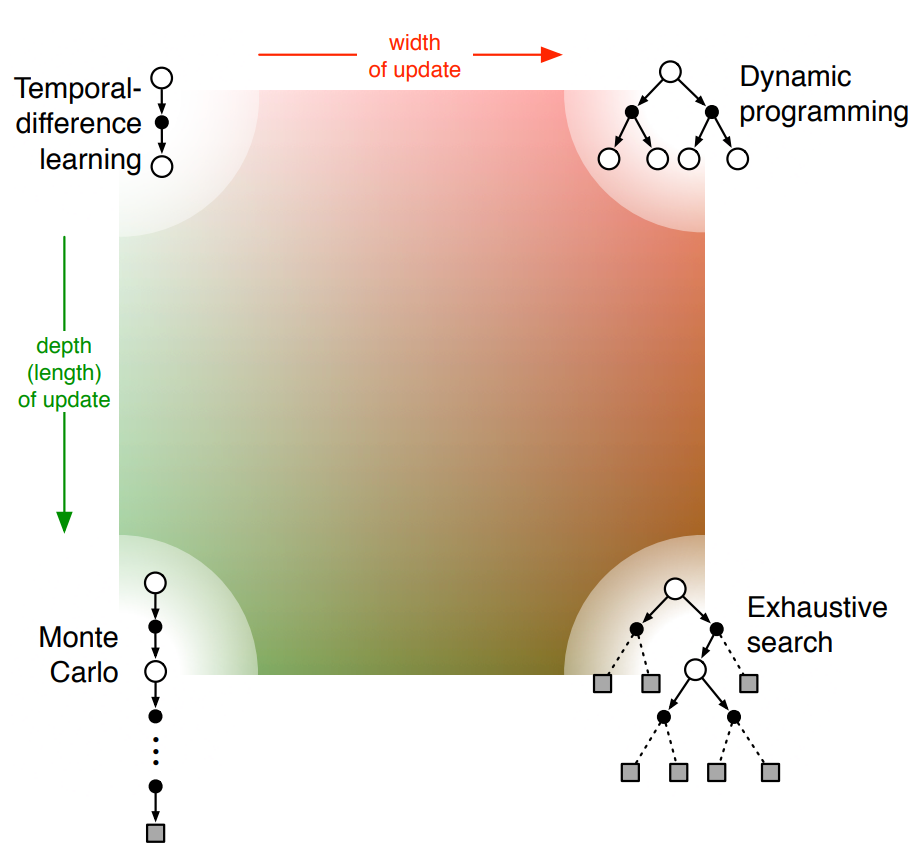 width
of update
Temporal-
difference
learning
Dynamic
programming
depth
(length)
of update
Monte
Carlo
Exhaustive
search